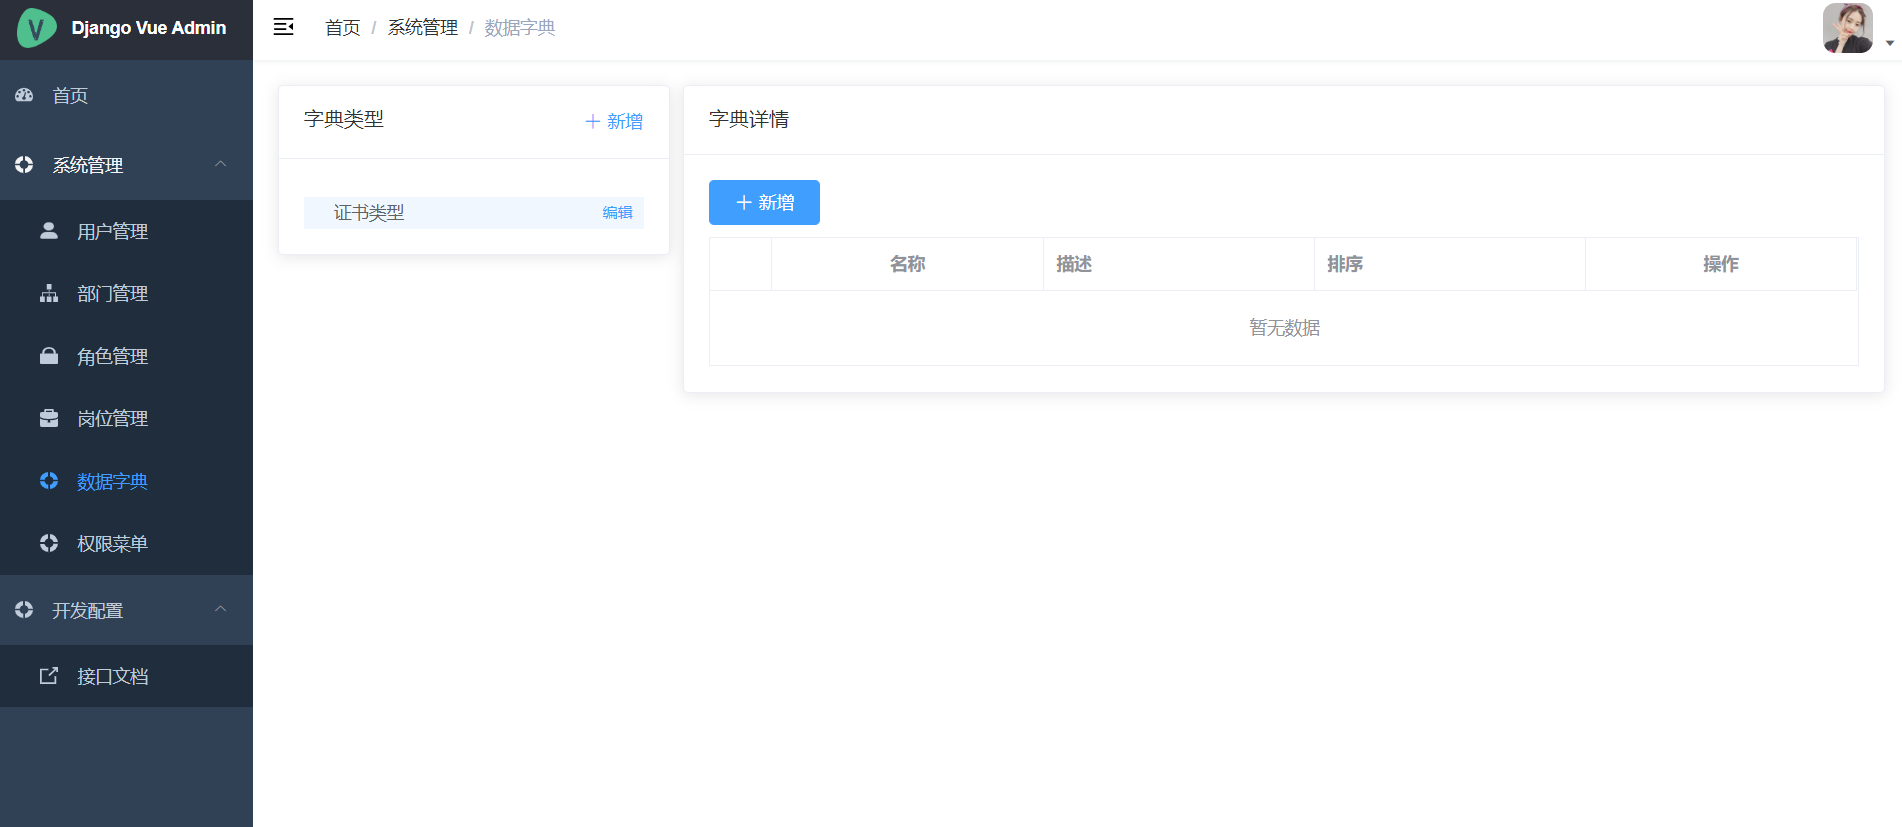 Django Vue Admin
首页 / 系统管理 / 数据字典
首页
系统管理
用户管理
部门管理
角色管理
岗位管理
数据字典
权限菜单
开发配置
接口文档
字典类型
新增
证书类型
编辑
字典详情
新增
名称 描述 排序 操作
暂无数据